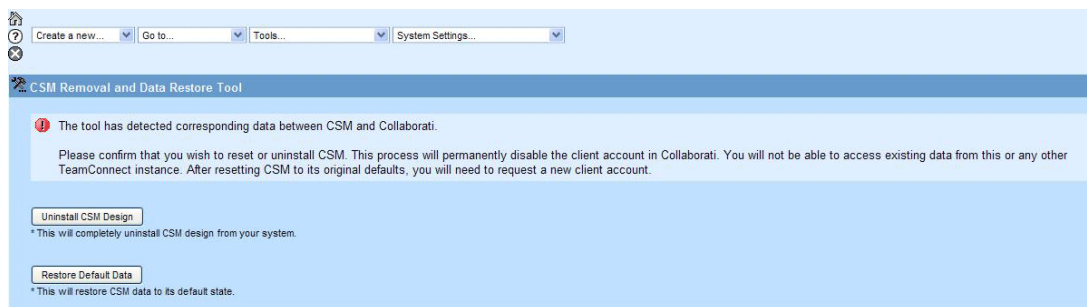 Create a new... Go to... Tools... System Settings...
CSM Removal and Data Restore Tool
The tool has detected corresponding data between CSM and Collaborati.
Please confirm that you wish to reset or uninstall CSM. This process will permanently disable the client account in Collaborati. You will not be able to access existing data from this or any other
TeamConnect instance. After resetting CSM to its original defaults, you will need to request a new client account.
Uninstall CSM Design
* This will completely uninstall CSM design from your system.
Restore Default Data
* This will restore CSM data to its default state.